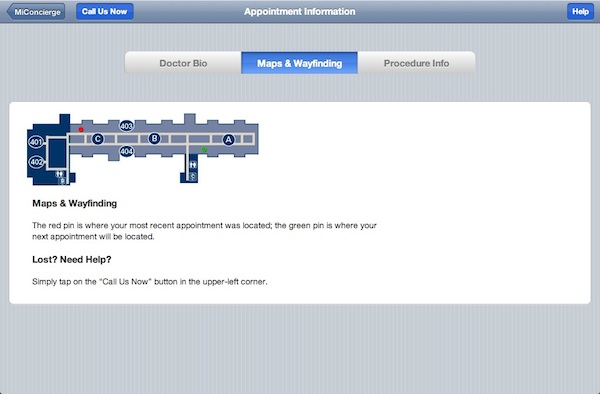 MiConcierge
Call Us Now
Appointment Information
Help
Doctor Bio
Maps & Wayfinding
Procedure Info
403
401
C
B
A
402
404
Maps & Wayfinding
The red pin is where your most recent appointment was located; the green pin is where your
next appointment will be located.
Lost? Need Help?
Simply tap on the "Call Us Now" button in the upper-left corner.